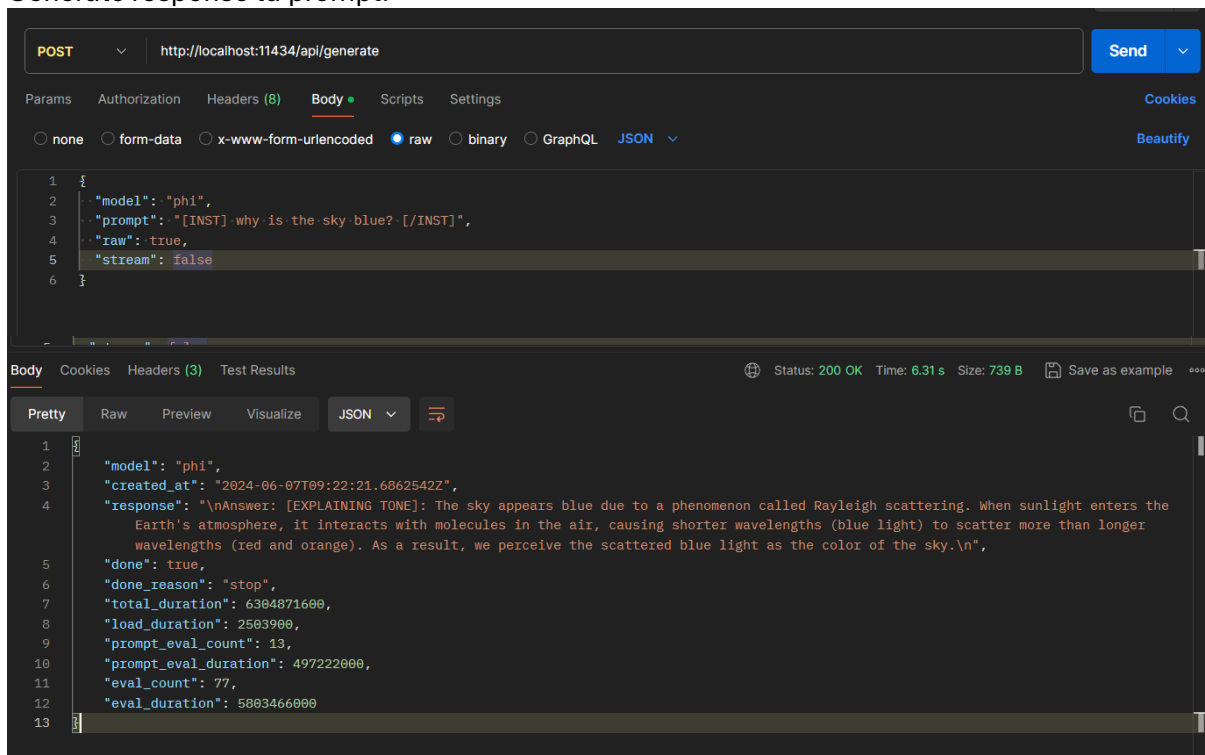 Generate response tu prompt:
POST http://localhost:11434/api/generate Send
Params Authorization Headers (8) Body Scripts Settings Cookies
none form-data x-www-form-urlencoded raw binary GraphQL JSON Beautify
1 {
2 "model": "phi",
3 "prompt": "[INST] why is the sky blue? [/INST]",
4 "raw": true,
5 "stream": false
6 }
Body Cookies Headers (3) Test Results Status: 200 OK Time: 6.31 s Size: 739 B Save as example
Pretty Raw Preview Visualize JSON
1 {
2 "model": "phi",
3 "created_at": "2024-06-07T09:22:21.6862542Z",
4 "response": "\nAnswer: [EXPLAINING TONE]: The sky appears blue due to a phenomenon called Rayleigh scattering. When sunlight enters the
Earth's atmosphere, it interacts with molecules in the air, causing shorter wavelengths (blue light) to scatter more than longer
wavelengths (red and orange). As a result, we perceive the scattered blue light as the color of the sky.\n",
5 "done": true,
6 "done_reason": "stop",
7 "total_duration": 6304871600,
8 "load_duration": 2503900,
9 "prompt_eval_count": 13,
10 "prompt_eval_duration": 497222000,
11 "eval_count": 77,
12 "eval_duration": 5803466000
13 }